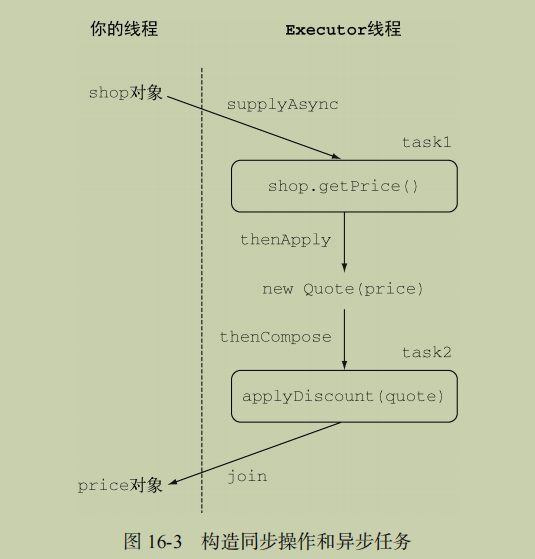 你的线程
Executor线程
shop对象
supplyAsync
task1
shop.getPrice()
thenApply
new Quote(price)
thenCompose
task2
applyDiscount(quote)
join
price对象
图 16-3 构造同步操作和异步任务